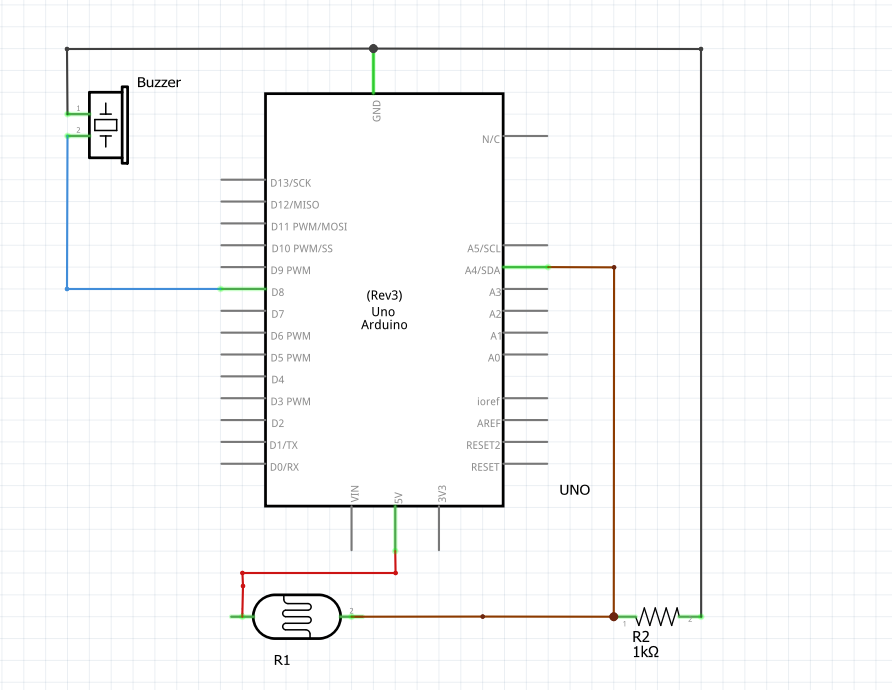 Buzzer
1
2
GND
N/C
D13/SCK
D12/MISO
D11 PWM/MOSI
D10 PWM/SS
D9 PWM
D8
D7
D6 PWM
D5 PWM
D4
D3 PWM
D2
D1/TX
D0/RX
(Rev3)
Uno
Arduino
A5/SCL
A4/SDA
A3
A2
A1
A0
ioref
AREF
RESET2
RESET
VIN
5V
3V3
UNO
2
R1
1
2
R2
1kΩ